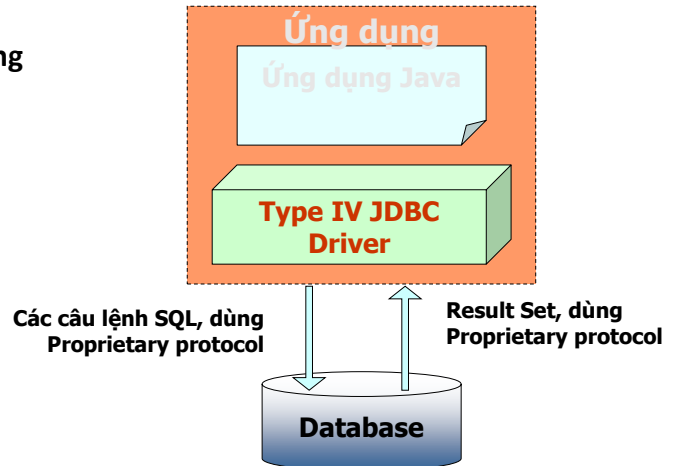 Ứng dụng
ng
Ứng dụng Java
Type IV JDBC
Driver
Các câu lệnh SQL, dùng
Proprietary protocol
Result Set, dùng
Proprietary protocol
Database